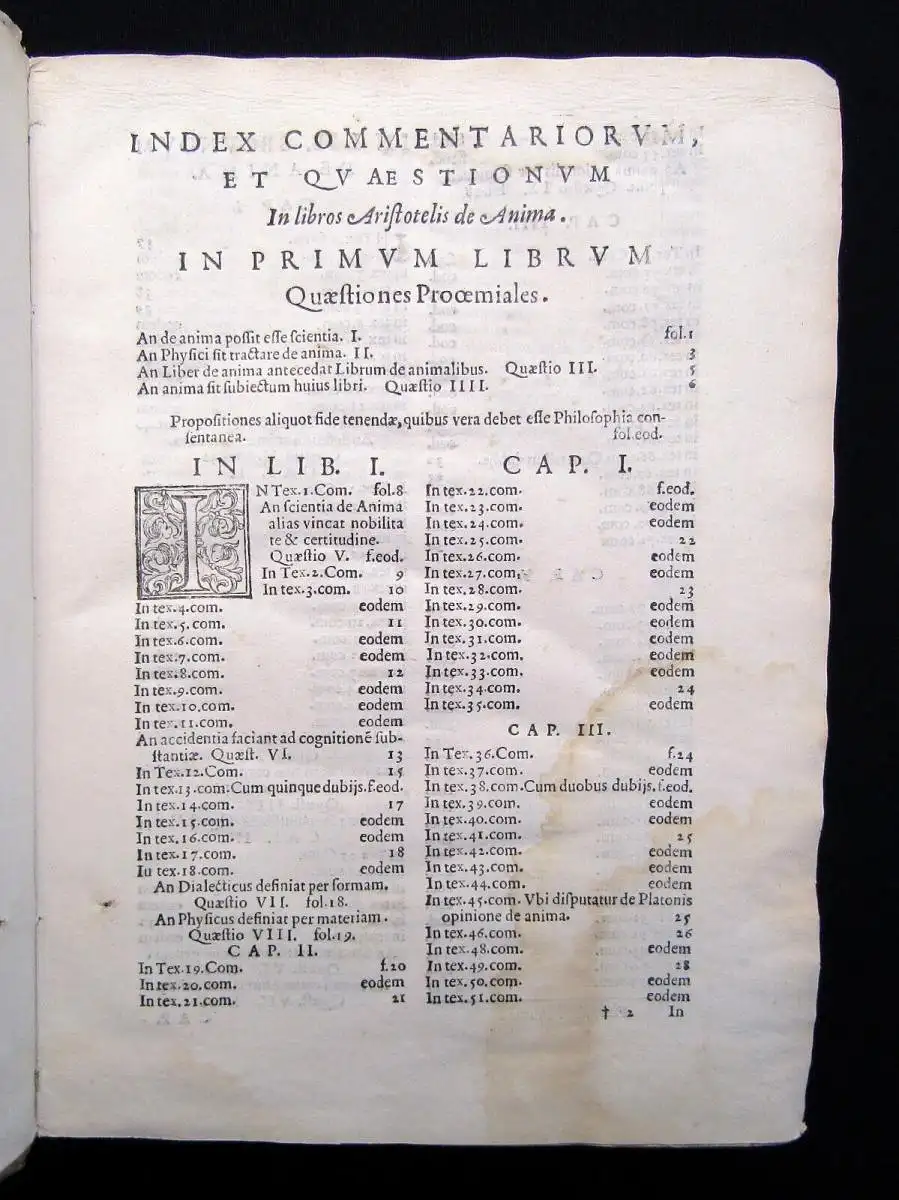 INDEX COMMENTARIORVM,
ET QVAESTIONVM
In libros Aristotelis de Anima.
IN PRIMVM LIBRVM
Quæstiones Prooemiales.
An de anima possit esse scientia. I. fol.1
An Physici sit tractare de anima. II. 3
An Liber de anima antecedat Librum de animalibus. Quæstio III. 5
An anima sit subiectum huius libri. Quæstio IIII. 6
Propositiones aliquot fide tenendæ, quibus vera debet esse Philosophia con-
sentanea. fol.eod.
IN LIB. I. CAP. I.
IN Tex.1.Com. fol.8
An scientia de Anima
alias vincat nobilita
te & certitudine.
Quæstio V. f.eod.
In Tex.2.Com. 9
In tex.3.com. 10
In tex.4.com. eodem
In tex.5.com. 11
In tex.6.com. eodem
In tex.7.com. eodem
In tex.8.com. 12
In tex.9.com. eodem
In tex.10.com. eodem
In tex.11.com. eodem
An accidentia faciant ad cognitionē sub-
stantiæ. Quæst. VI. 13
In Tex.12.Com. 15
In tex.13.com.Cum quinque dubijs.f.eod.
In tex.14.com. 17
In tex.15.com. eodem
In tex.16.com. eodem
In tex.17.com. 18
Iu tex.18.com. eodem
An Dialecticus definiat per formam.
Quæstio VII. fol.18.
An Physicus definiat per materiam.
Quæstio VIII. fol.19.
CAP. II.
In Tex.19.Com. f.20
In tex.20.com. eodem
In tex.21.com. 21
In tex.22.com. f.eod.
In tex.23.com. eodem
In tex.24.com. eodem
In tex.25.com. 22
In tex.26.com. eodem
In tex.27.com. eodem
In tex.28.com. 23
In tex.29.com. eodem
In tex.30.com. eodem
In tex.31.com. eodem
In tex.32.com. eodem
In tex.33.com. eodem
In tex.34.com. 24
In tex.35.com. eodem
CAP. III.
In Tex.36.Com. f.24
In tex.37.com. eodem
In tex.38.com.Cum duobus dubijs.f.eod.
In tex.39.com. eodem
In tex.40.com. eodem
In tex.41.com. 25
In tex.42.com. eodem
In tex.43.com. eodem
In tex.44.com. eodem
In tex.45.com. Vbi disputatur de Platonis
opinione de anima. 25
In tex.46.com. 26
In tex.48.com. eodem
In tex.49.com. 28
In tex.50.com. eodem
In tex.51.com. eodem
† 2 In